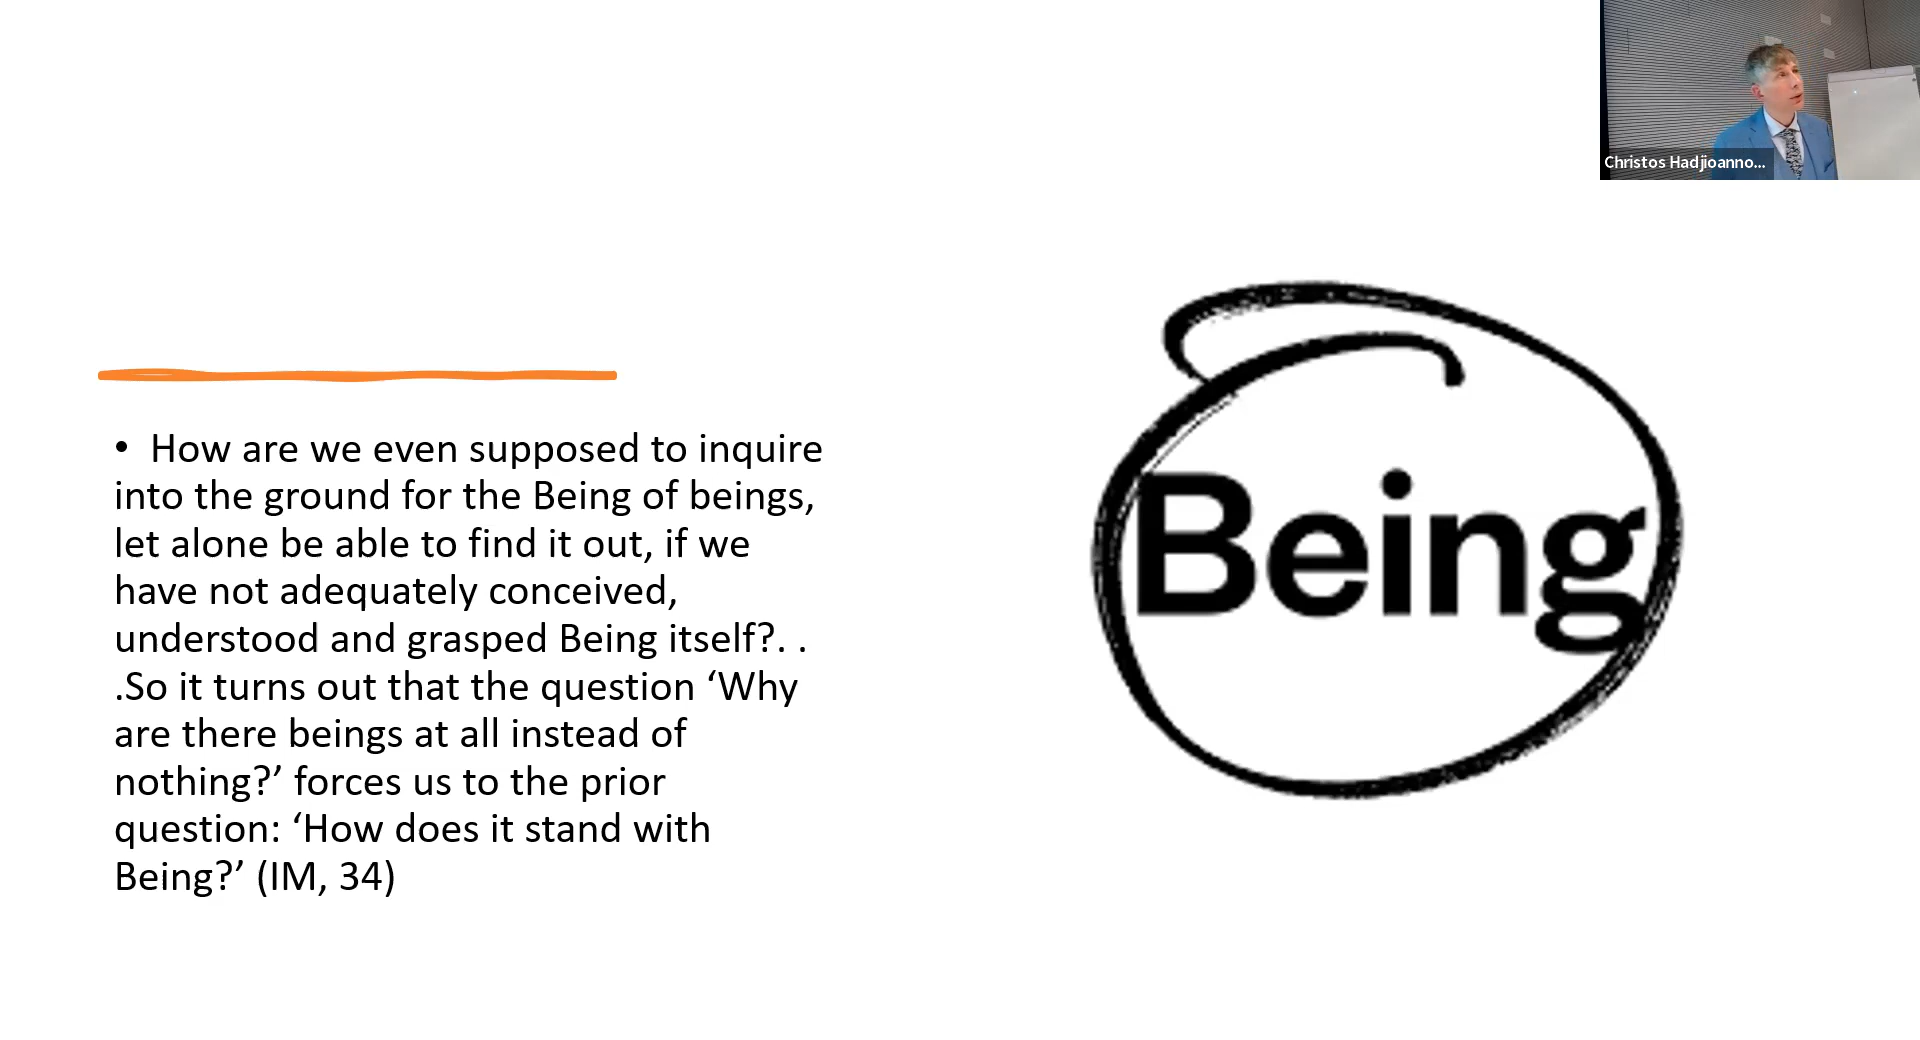 Christos Hadjioanno...
• How are we even supposed to inquire
into the ground for the Being of beings,
let alone be able to find it out, if we
have not adequately conceived,
understood and grasped Being itself?. .
.So it turns out that the question ‘Why
are there beings at all instead of
nothing?’ forces us to the prior
question: ‘How does it stand with
Being?’ (IM, 34)
Being